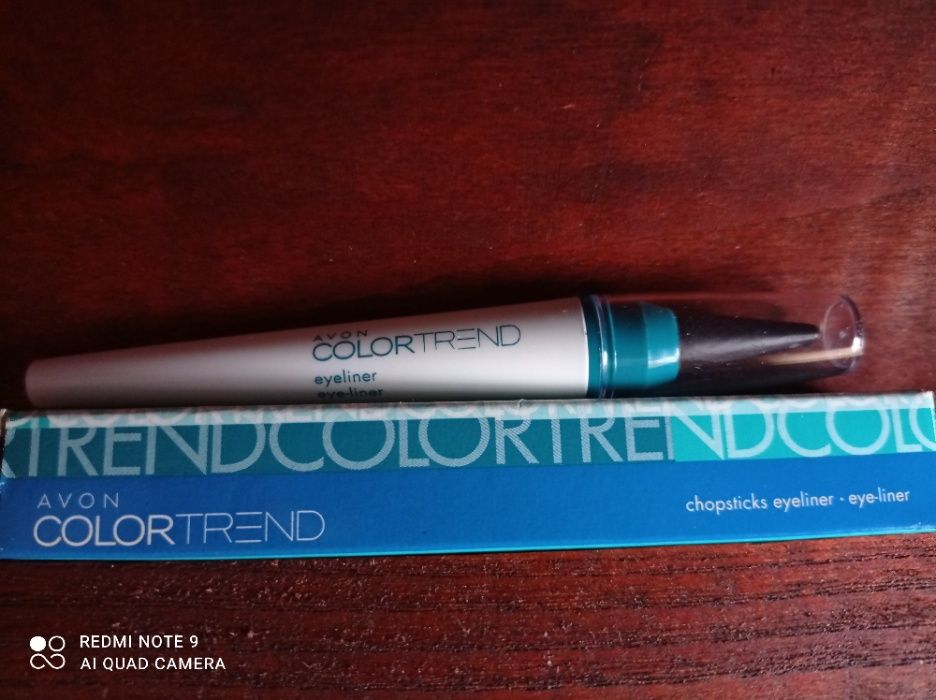 AVON
COLORTREND
eyeliner
eye-liner
TRENDCOLORTRENDCOLO
AVON
COLORTREND
chopsticks eyeliner · eye-liner
REDMI NOTE 9
AI QUAD CAMERA